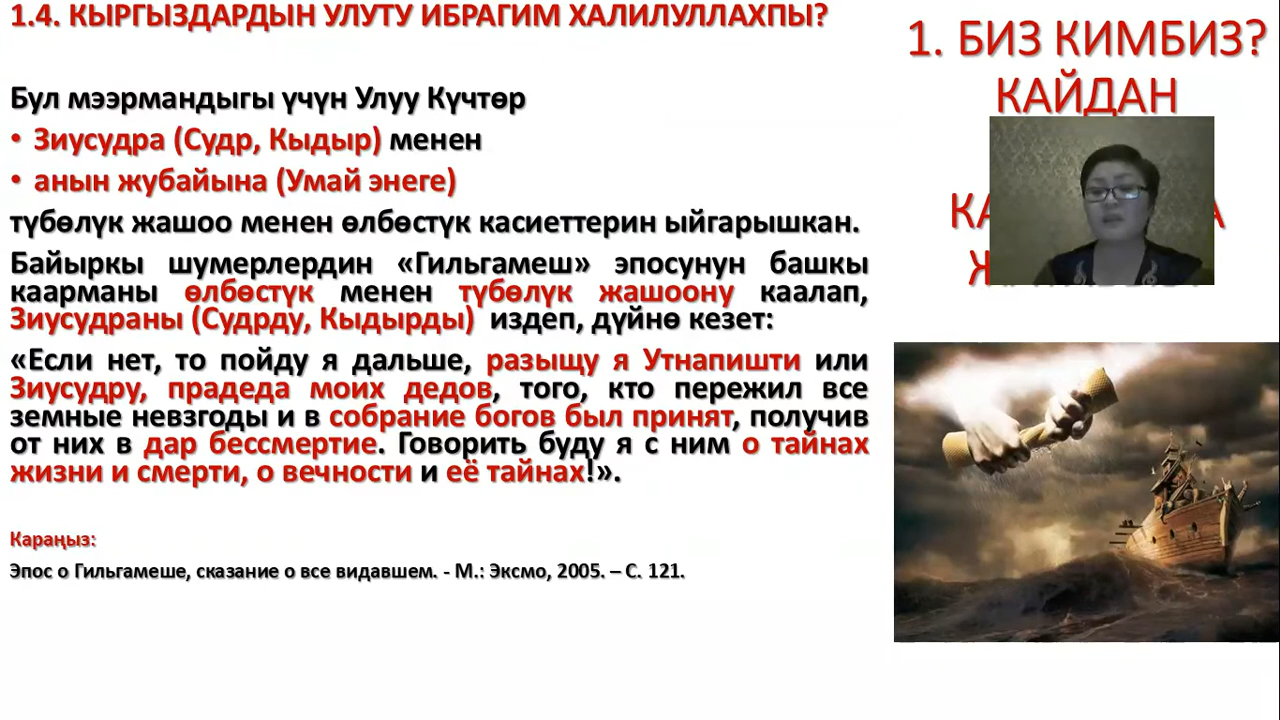 1.4. КЫРГЫЗДАРДЫН УЛУТУ ИБРАГИМ ХАЛИЛУЛЛАХПЫ?
Бул мээрмандыгы үчүн Улуу Күчтөр
• Зиусудра (Судр, Кыдыр) менен
• анын жубайына (Умай энеге)
түбөлүк жашоо менен өлбөстүк касиеттерин ыйгарышкан.
Байыркы шумерлердин «Гильгамеш» эпосунун башкы
каарманы өлбөстүк менен түбөлүк жашоону каалап,
Зиусудраны (Судрду, Кыдырды) издеп, дүйнө кезет:
«Если нет, то пойду я дальше, разыщу я Утнапишти или
Зиусудру, прадеда моих дедов, того, кто пережил все
земные невзгоды и в собрание богов был принят, получив
от них в дар бессмертие. Говорить буду я с ним о тайнах
жизни и смерти, о вечности и её тайнах!».
Караңыз:
Эпос о Гильгамеше, сказание о все видавшем. - М.: Эксмо, 2005. – С. 121.
1. БИЗ КИМБИЗ?
КАЙДАН